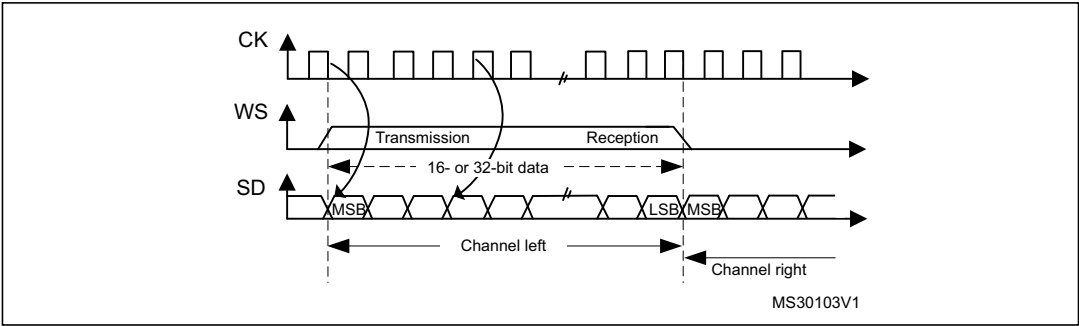 CK
WS
Transmission Reception
16- or 32-bit data
SD
MSB LSB MSB
Channel left
Channel right
MS30103V1